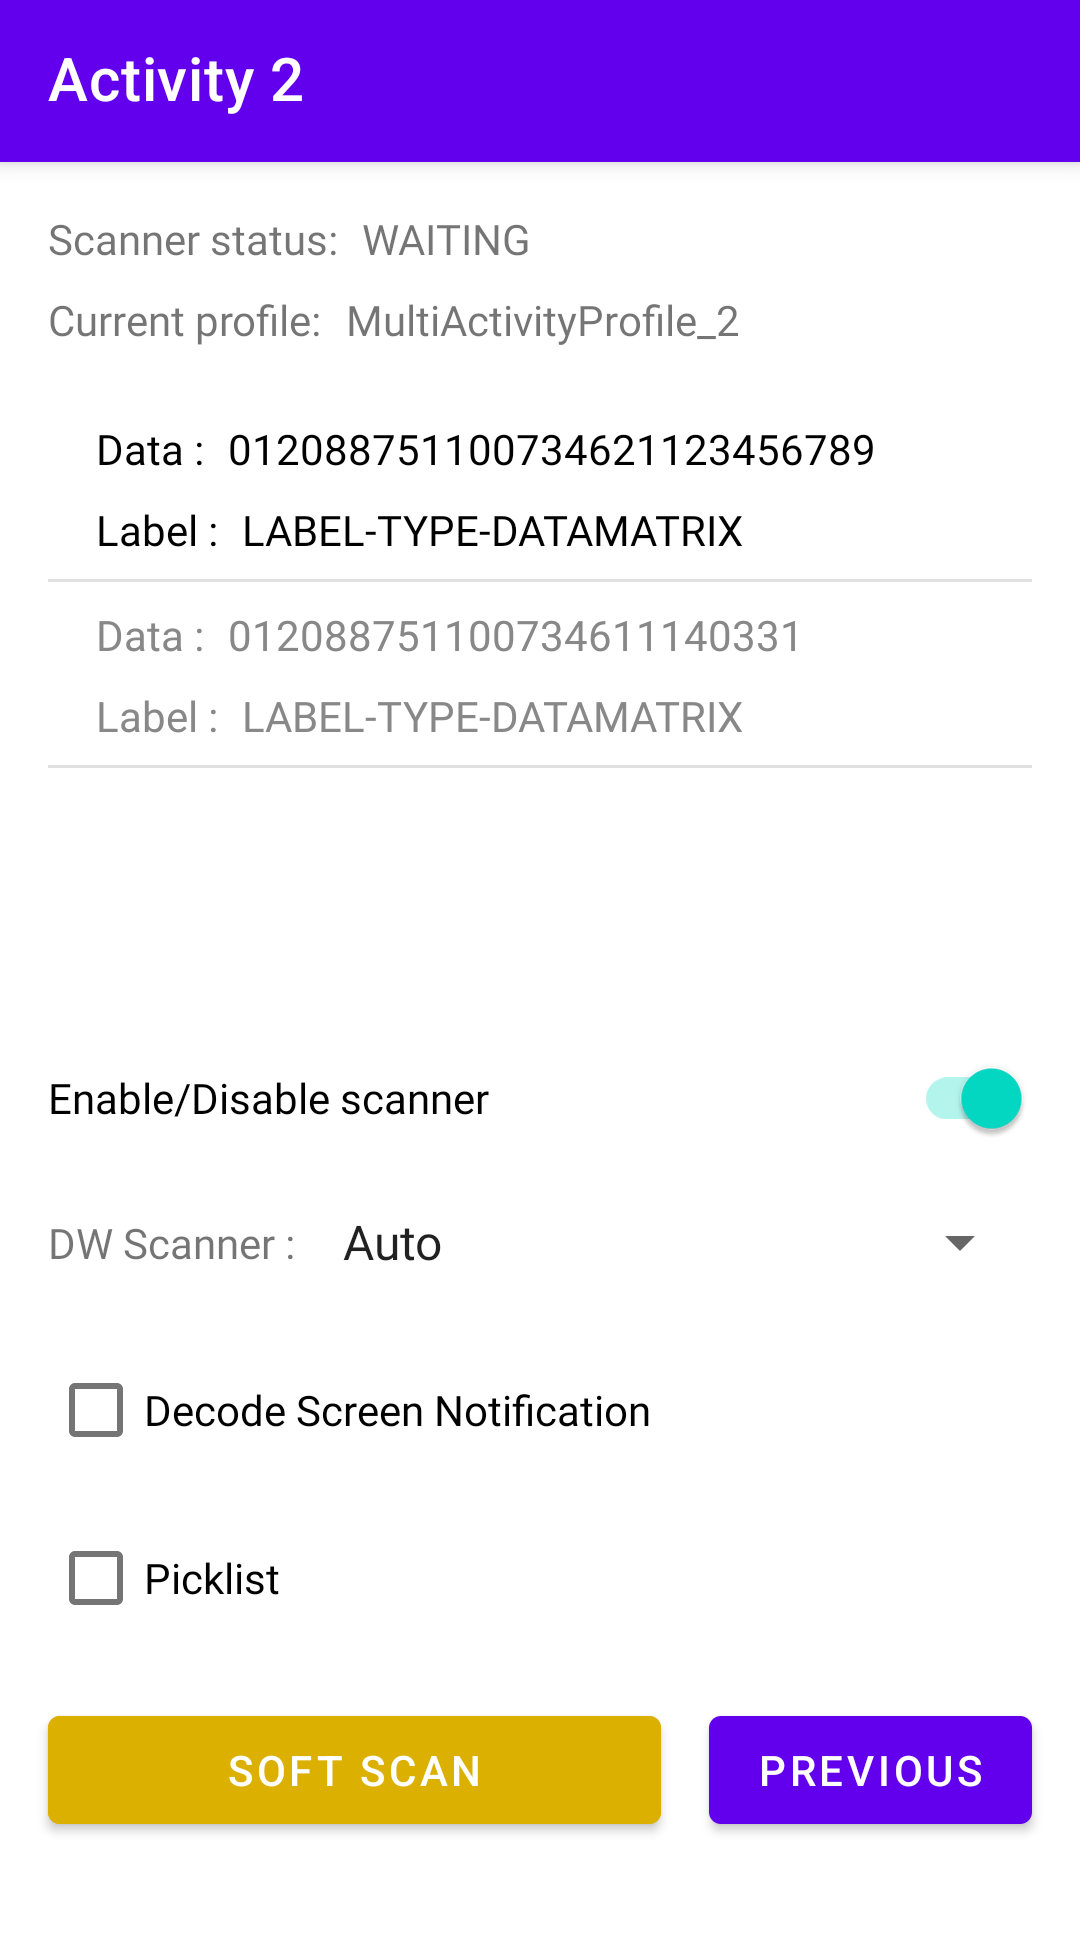 Activity 2
Scanner status: WAITING
Current profile: MultiActivityProfile_2
Data : 012088751100734621123456789
Label : LABEL-TYPE-DATAMATRIX
Data : 012088751100734611140331
Label : LABEL-TYPE-DATAMATRIX
Enable/Disable scanner
DW Scanner : Auto
Decode Screen Notification
Picklist
SOFT SCAN PREVIOUS